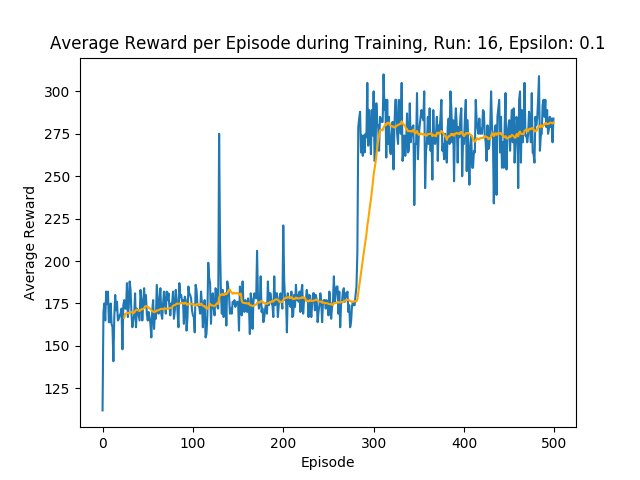 Average Reward per Episode during Training, Run: 16, Epsilon: 0.1
300
275
250
225
200
175
150
125
Average Reward
0 100 200 300 400 500
Episode